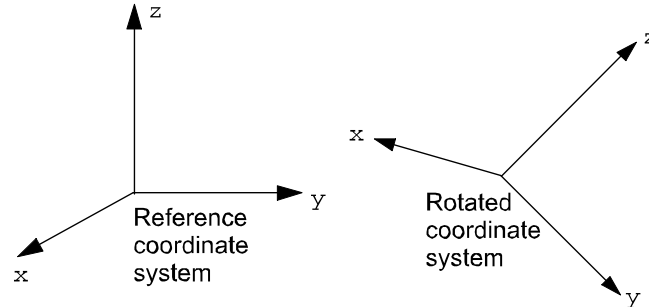 z
y
x
Reference
coordinate
system
z
x
y
Rotated
coordinate
system